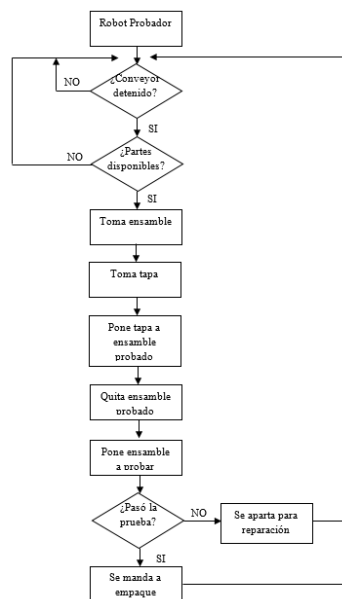 Robot Probador
¿Conveyor
detenido?
NO
SI
¿Partes
disponibles?
NO
SI
Toma ensamble
Toma tapa
Pone tapa a
ensamble
probado
Quita ensamble
probado
Pone ensamble
a probar
¿Pasó la
prueba?
NO
Se aparta para
reparación
SI
Se manda a
empaque